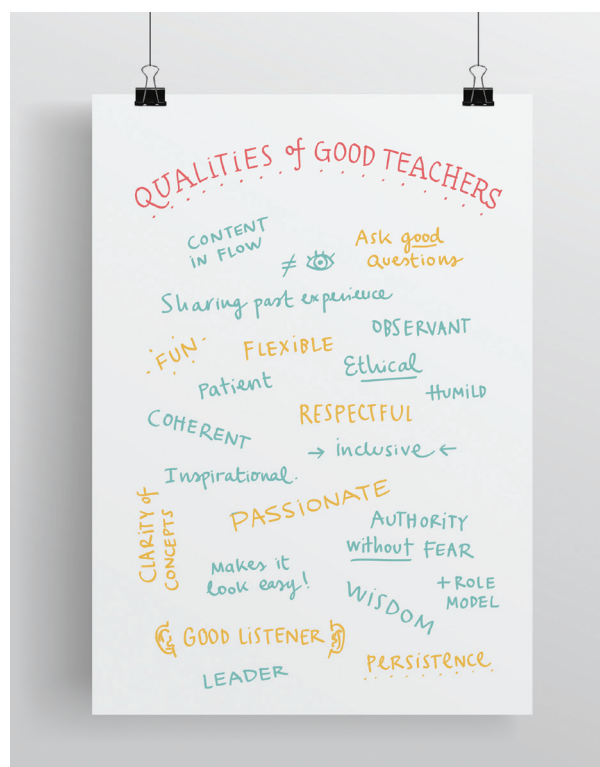 QUALITIES of GOOD TEACHERS
CONTENT
IN FLOW
Ask good
Questions
≠
Sharing past experience
OBSERVANT
FUN
FLEXIBLE
Ethical
Patient
HUMILD
COHERENT
RESPECTFUL
→ inclusive ←
Inspirational.
PASSIONATE
CLARITY of
CONCEPTS
AUTHORITY
without FEAR
Makes it
look easy!
+ ROLE
MODEL
WISDOM
GOOD LISTENER
PERSISTENCE
LEADER